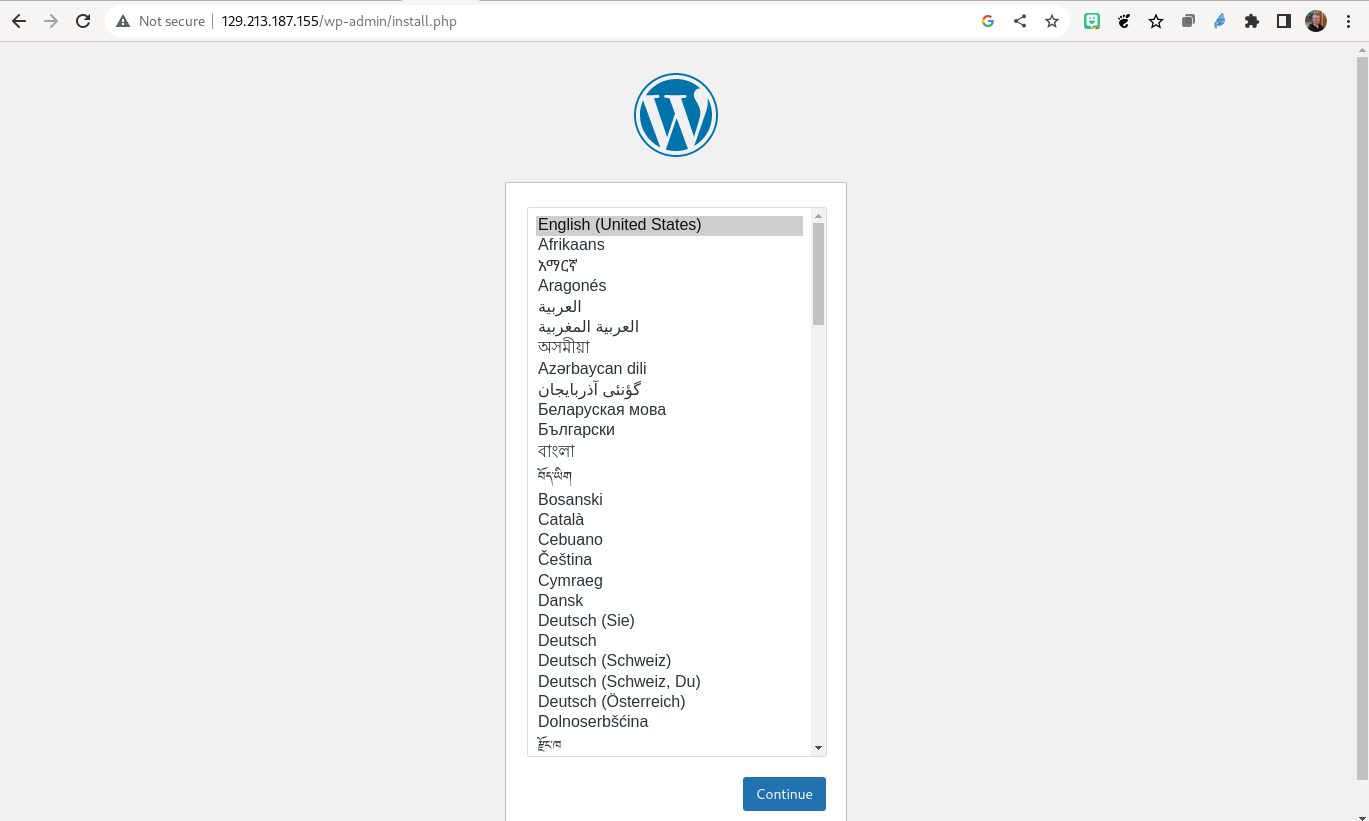 Not secure
129.213.187.155/wp-admin/install.php
English (United States)
Afrikaans
አማርኛ
Aragonés
العربية
العربية المغربية
অসমীয়া
Azərbaycan dili
گؤنئی آذربایجان
Беларуская мова
Български
বাংলা
བོད་ཡིག
Bosanski
Català
Cebuano
Čeština
Cymraeg
Dansk
Deutsch (Sie)
Deutsch
Deutsch (Schweiz)
Deutsch (Schweiz, Du)
Deutsch (Österreich)
Dolnoserbšćina
རྫོང་ཁ
Continue